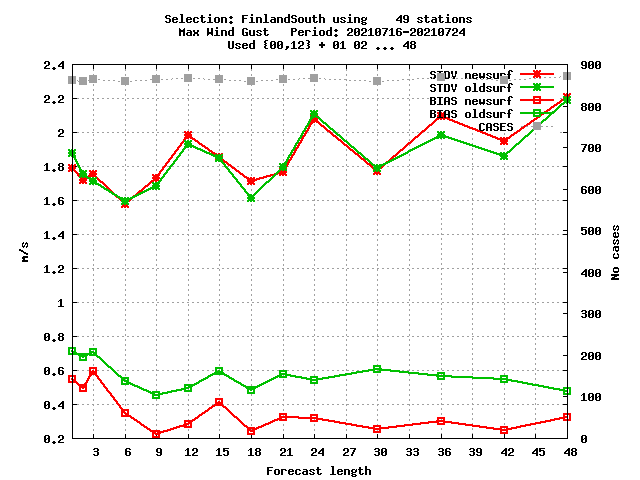 Selection: FinlandSouth using    49 stations
Max Wind Gust   Period: 20210716-20210724
Used {00,12} + 01 02 ... 48
2.4
2.2
2
1.8
1.6
1.4
1.2
1
0.8
0.6
0.4
0.2
m/s
STDV newsurf
STDV oldsurf
BIAS newsurf
BIAS oldsurf
CASES
900
800
700
600
500
400
300
200
100
0
No cases
3 6 9 12 15 18 21 24 27 30 33 36 39 42 45 48
Forecast length